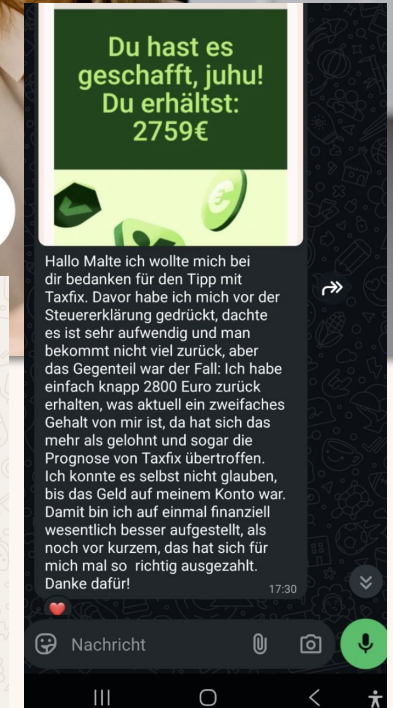 Du hast es
geschafft, juhu!
Du erhältst:
2759€
Hallo Malte ich wollte mich bei
dir bedanken für den Tipp mit
Taxfix. Davor habe ich mich vor der
Steuererklärung gedrückt, dachte
es ist sehr aufwendig und man
bekommt nicht viel zurück, aber
das Gegenteil war der Fall: Ich habe
einfach knapp 2800 Euro zurück
erhalten, was aktuell ein zweifaches
Gehalt von mir ist, da hat sich das
mehr als gelohnt und sogar die
Prognose von Taxfix übertroffen.
Ich konnte es selbst nicht glauben,
bis das Geld auf meinem Konto war.
Damit bin ich auf einmal finanziell
wesentlich besser aufgestellt, als
noch vor kurzem, das hat sich für
mich mal so richtig ausgezahlt.
Danke dafür!
17:30
Nachricht